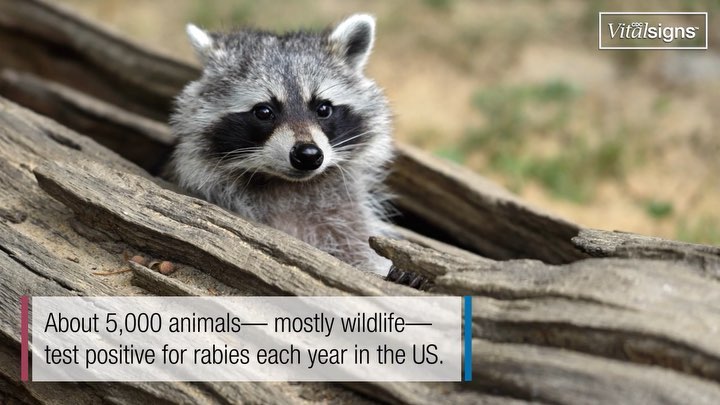 CDC
Vitalsigns™
About 5,000 animals— mostly wildlife—
test positive for rabies each year in the US.